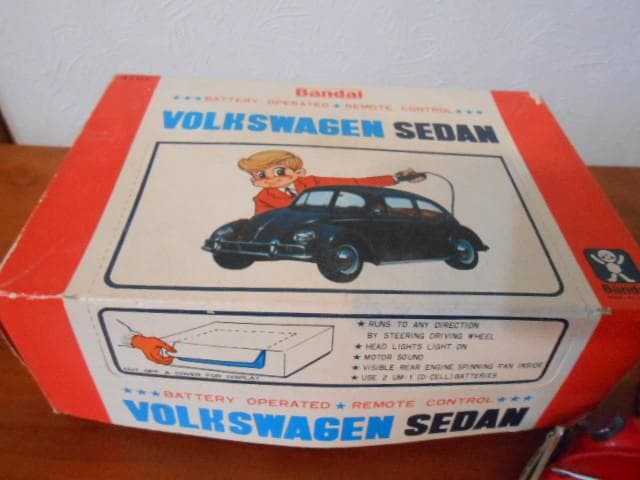 Bandai
★★★BATTERY OPERATED ★ REMOTE CONTROL★★★
VOLKSWAGEN SEDAN
Bandai
★ RUNS TO ANY DIRECTION
BY STEERING DRIVING WHEEL
★ HEAD LIGHTS LIGHT ON
★ MOTOR SOUND
★ VISIBLE REAR ENGINE SPINNING FAN INSIDE
★ USE 2 UM-1 (D-CELL) BATTERIES
CUT OFF A COVER FOR DISPLAY
★★★BATTERY OPERATED ★ REMOTE CONTROL★★★
VOLKSWAGEN SEDAN